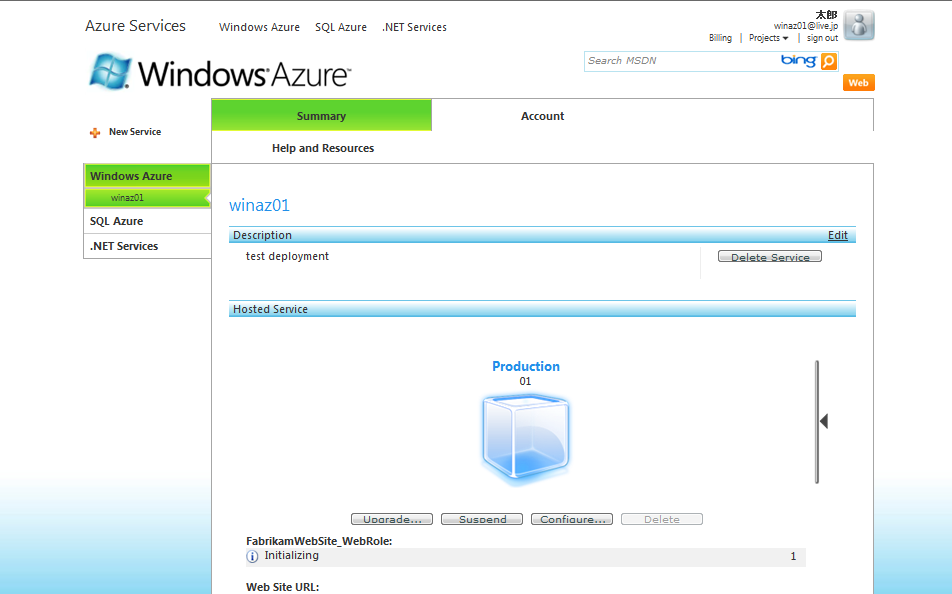 Azure Services
Windows Azure SQL Azure .NET Services
太郎
winaz01@live.jp
Billing | Projects | sign out
Windows Azure
Search MSDN bing
Web
New Service
Summary Account
Help and Resources
Windows Azure
winaz01
SQL Azure
.NET Services
winaz01
Description Edit
test deployment Delete Service
Hosted Service
Production
01
Upgrade... Suspend Configure... Delete
FabrikamWebSite_WebRole:
Initializing 1
Web Site URL: